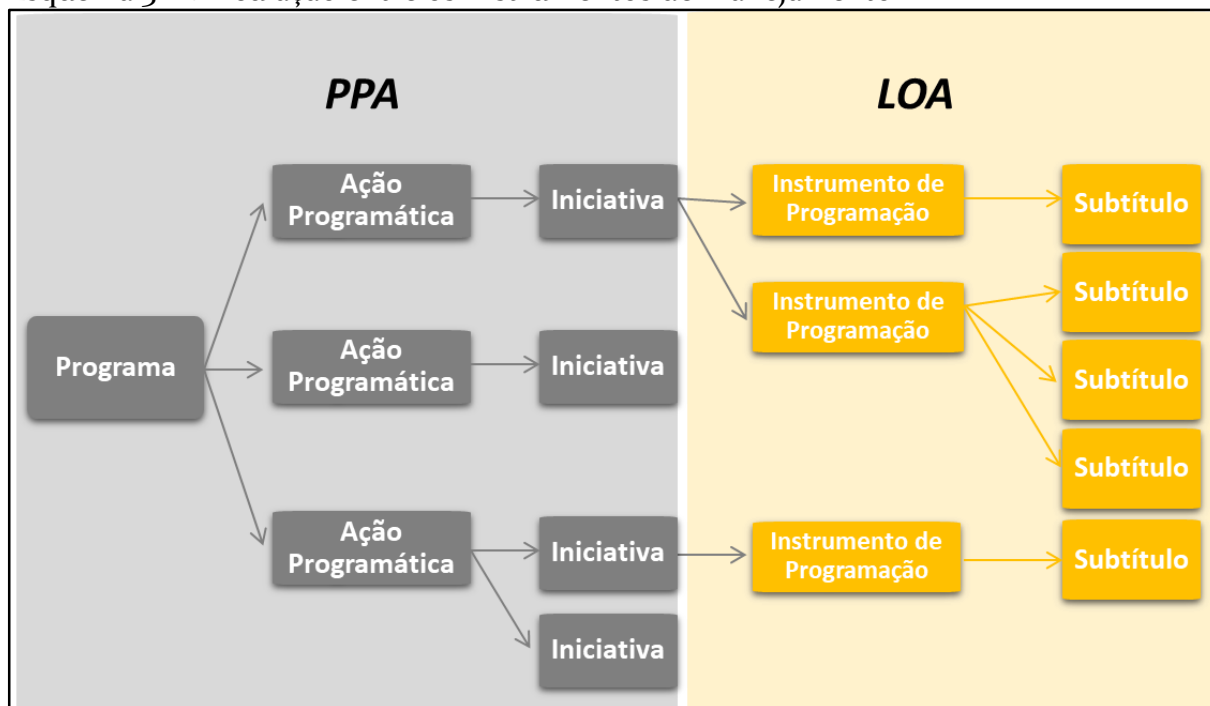 PPA
LOA
Ação
Programática
Iniciativa
Instrumento de
Programação
Subtítulo
Instrumento de
Programação
Subtítulo
Programa
Ação
Programática
Iniciativa
Subtítulo
Subtítulo
Ação
Programática
Iniciativa
Instrumento de
Programação
Subtítulo
Iniciativa